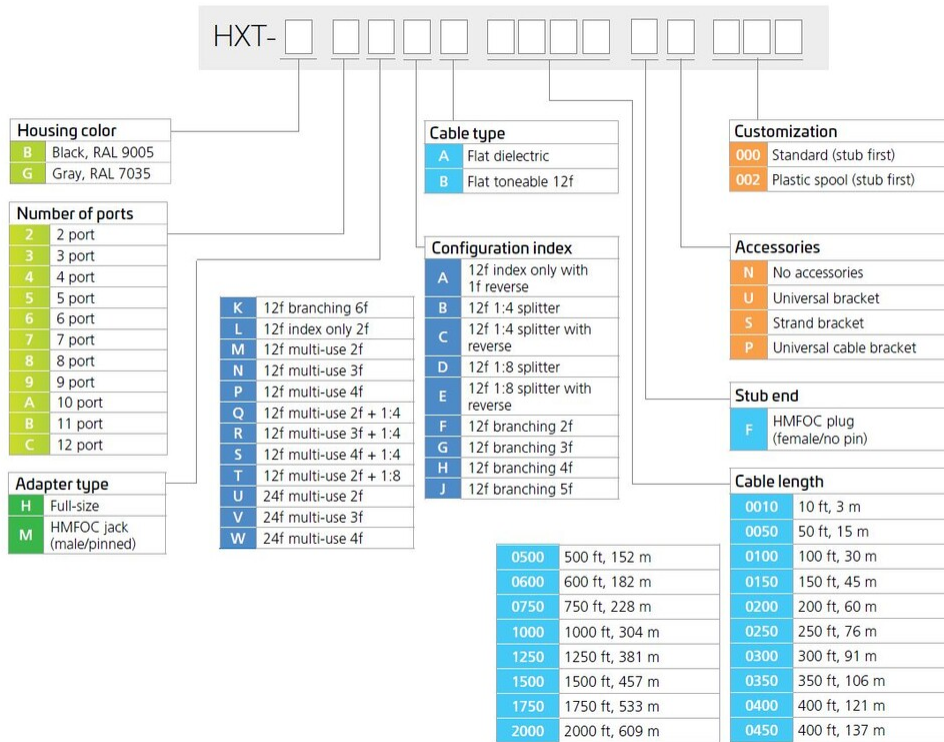 HXT-
Housing color
B Black, RAL 9005
G Gray, RAL 7035
Number of ports
2 2 port
3 3 port
4 4 port
5 5 port
6 6 port
7 7 port
8 8 port
9 9 port
A 10 port
B 11 port
C 12 port
Adapter type
H Full-size
M HMFOC jack
(male/pinned)
K 12f branching 6f
L 12f index only 2f
M 12f multi-use 2f
N 12f multi-use 3f
P 12f multi-use 4f
Q 12f multi-use 2f + 1:4
R 12f multi-use 3f + 1:4
S 12f multi-use 4f + 1:4
T 12f multi-use 2f + 1:8
U 24f multi-use 2f
V 24f multi-use 3f
W 24f multi-use 4f
Cable type
A Flat dielectric
B Flat toneable 12f
Configuration index
A 12f index only with
1f reverse
B 12f 1:4 splitter
C 12f 1:4 splitter with
reverse
D 12f 1:8 splitter
E 12f 1:8 splitter with
reverse
F 12f branching 2f
G 12f branching 3f
H 12f branching 4f
J 12f branching 5f
Customization
000 Standard (stub first)
002 Plastic spool (stub first)
Accessories
N No accessories
U Universal bracket
S Strand bracket
P Universal cable bracket
Stub end
F HMFOC plug
(female/no pin)
Cable length
0010 10 ft, 3 m
0050 50 ft, 15 m
0100 100 ft, 30 m
0150 150 ft, 45 m
0200 200 ft, 60 m
0250 250 ft, 76 m
0300 300 ft, 91 m
0350 350 ft, 106 m
0400 400 ft, 121 m
0450 400 ft, 137 m
0500 500 ft, 152 m
0600 600 ft, 182 m
0750 750 ft, 228 m
1000 1000 ft, 304 m
1250 1250 ft, 381 m
1500 1500 ft, 457 m
1750 1750 ft, 533 m
2000 2000 ft, 609 m